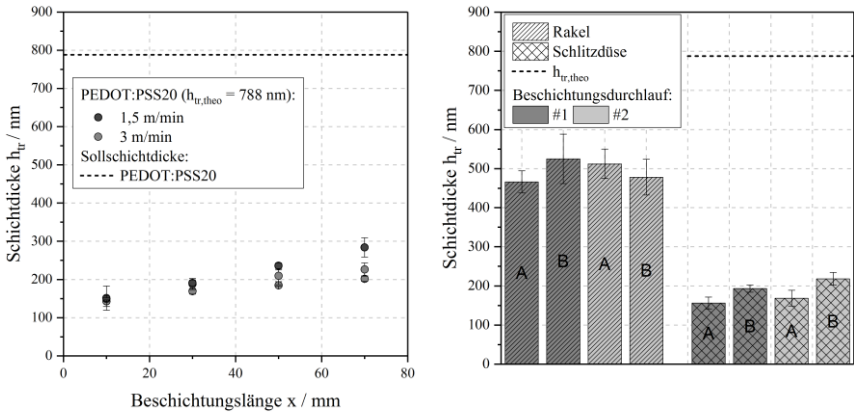 Schichtdicke h_tr / nm
900
800
700
600
500
400
300
200
100
0
PEDOT:PSS20 (h_tr,theo = 788 nm):
1,5 m/min
3 m/min
Sollschichtdicke:
PEDOT:PSS20
0 20 40 60 80
Beschichtungslänge x / mm
Schichtdicke h_tr / nm
900
800
700
600
500
400
300
200
100
0
Rakel
Schlitzdüse
h_tr,theo
Beschichtungsdurchlauf:
#1 #2
A B A B A B A B